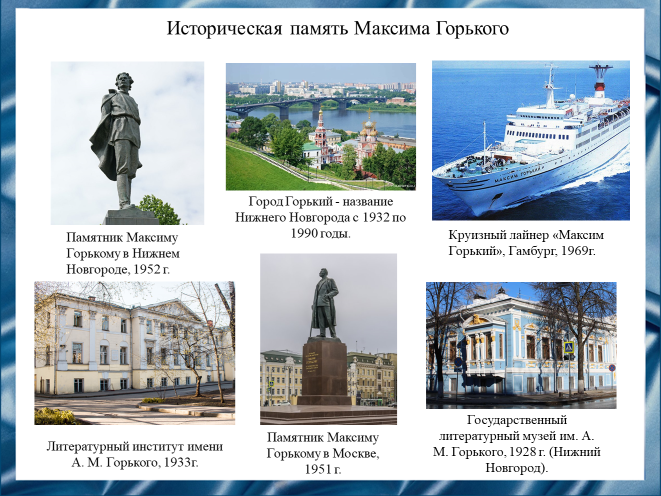 Историческая память Максима Горького
Памятник Максиму
Горькому в Нижнем
Новгороде, 1952 г.
Город Горький - название
Нижнего Новгорода с 1932 по
1990 годы.
МАКСИМ ГОРЬКИЙ
Круизный лайнер «Максим
Горький», Гамбург, 1969г.
Литературный институт имени
А. М. Горького, 1933г.
Памятник Максиму
Горькому в Москве,
1951 г.
Государственный
литературный музей им. А.
М. Горького, 1928 г. (Нижний
Новгород).